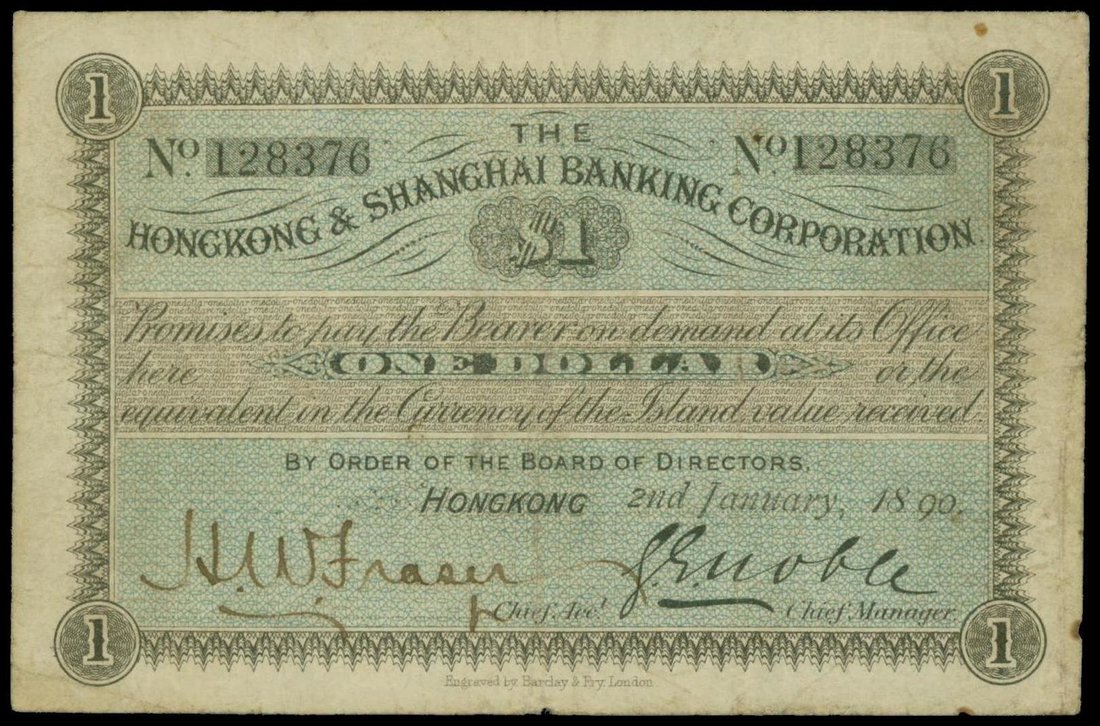 1
1
THE
No. 128376
No. 128376
HONGKONG & SHANGHAI BANKING CORPORATION.
$1
Promises to pay the Bearer on demand at its Office
here ONE DOLLAR or the
equivalent in the Currency of the Island value received.
BY ORDER OF THE BOARD OF DIRECTORS,
HONGKONG 2nd January, 1890.
H.W. Fraser
G.E. Noble
p Chief Acct
Chief Manager.
1
1
Engraved by Barclay & Fry. London